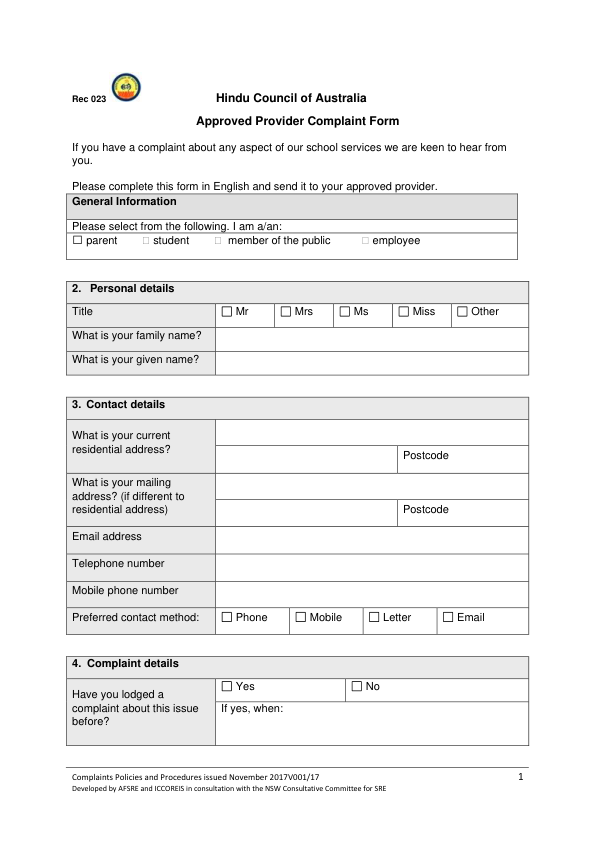 Rec 023
Hindu Council of Australia
Approved Provider Complaint Form
If you have a complaint about any aspect of our school services we are keen to hear from
you.
Please complete this form in English and send it to your approved provider.
General Information
Please select from the following. I am a/an:
☐ parent ☐ student ☐ member of the public ☐ employee
2. Personal details
Title ☐ Mr ☐ Mrs ☐ Ms ☐ Miss ☐ Other
What is your family name?
What is your given name?
3. Contact details
What is your current
residential address?
Postcode
What is your mailing
address? (if different to
residential address)
Postcode
Email address
Telephone number
Mobile phone number
Preferred contact method: ☐ Phone ☐ Mobile ☐ Letter ☐ Email
4. Complaint details
Have you lodged a
complaint about this issue
before?
☐ Yes ☐ No
If yes, when:
Complaints Policies and Procedures issued November 2017V001/17 1
Developed by AFSRE and ICCOREIS in consultation with the NSW Consultative Committee for SRE